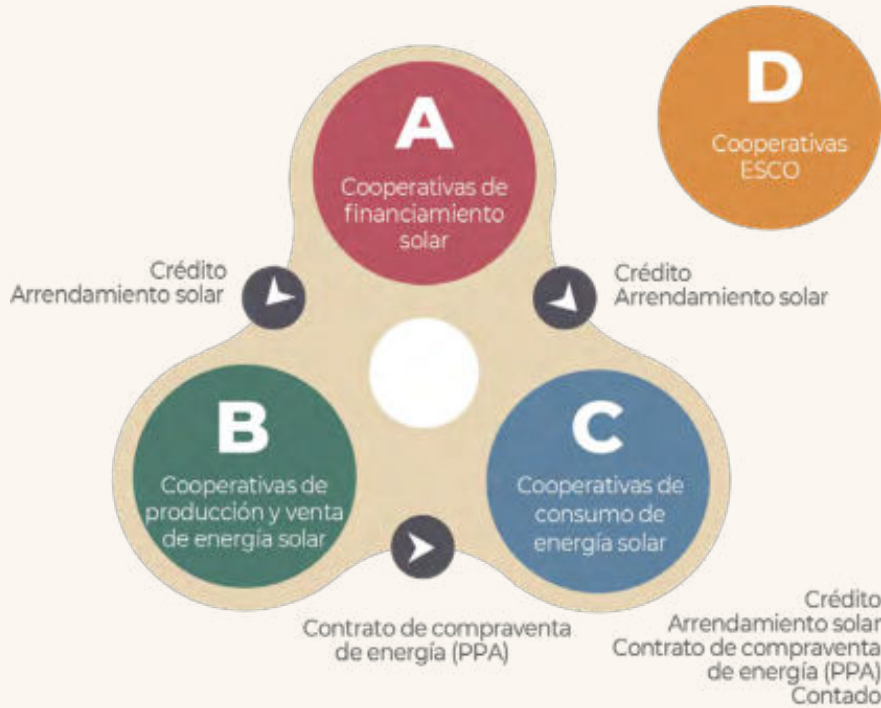 A
Cooperativas de
financiamiento
solar
D
Cooperativas
ESCO
Crédito
Arrendamiento solar
Crédito
Arrendamiento solar
B
Cooperativas de
producción y venta
de energía solar
C
Cooperativas de
consumo de
energía solar
Contrato de compraventa
de energía (PPA)
Crédito
Arrendamiento solar
Contrato de compraventa
de energía (PPA)
Contado